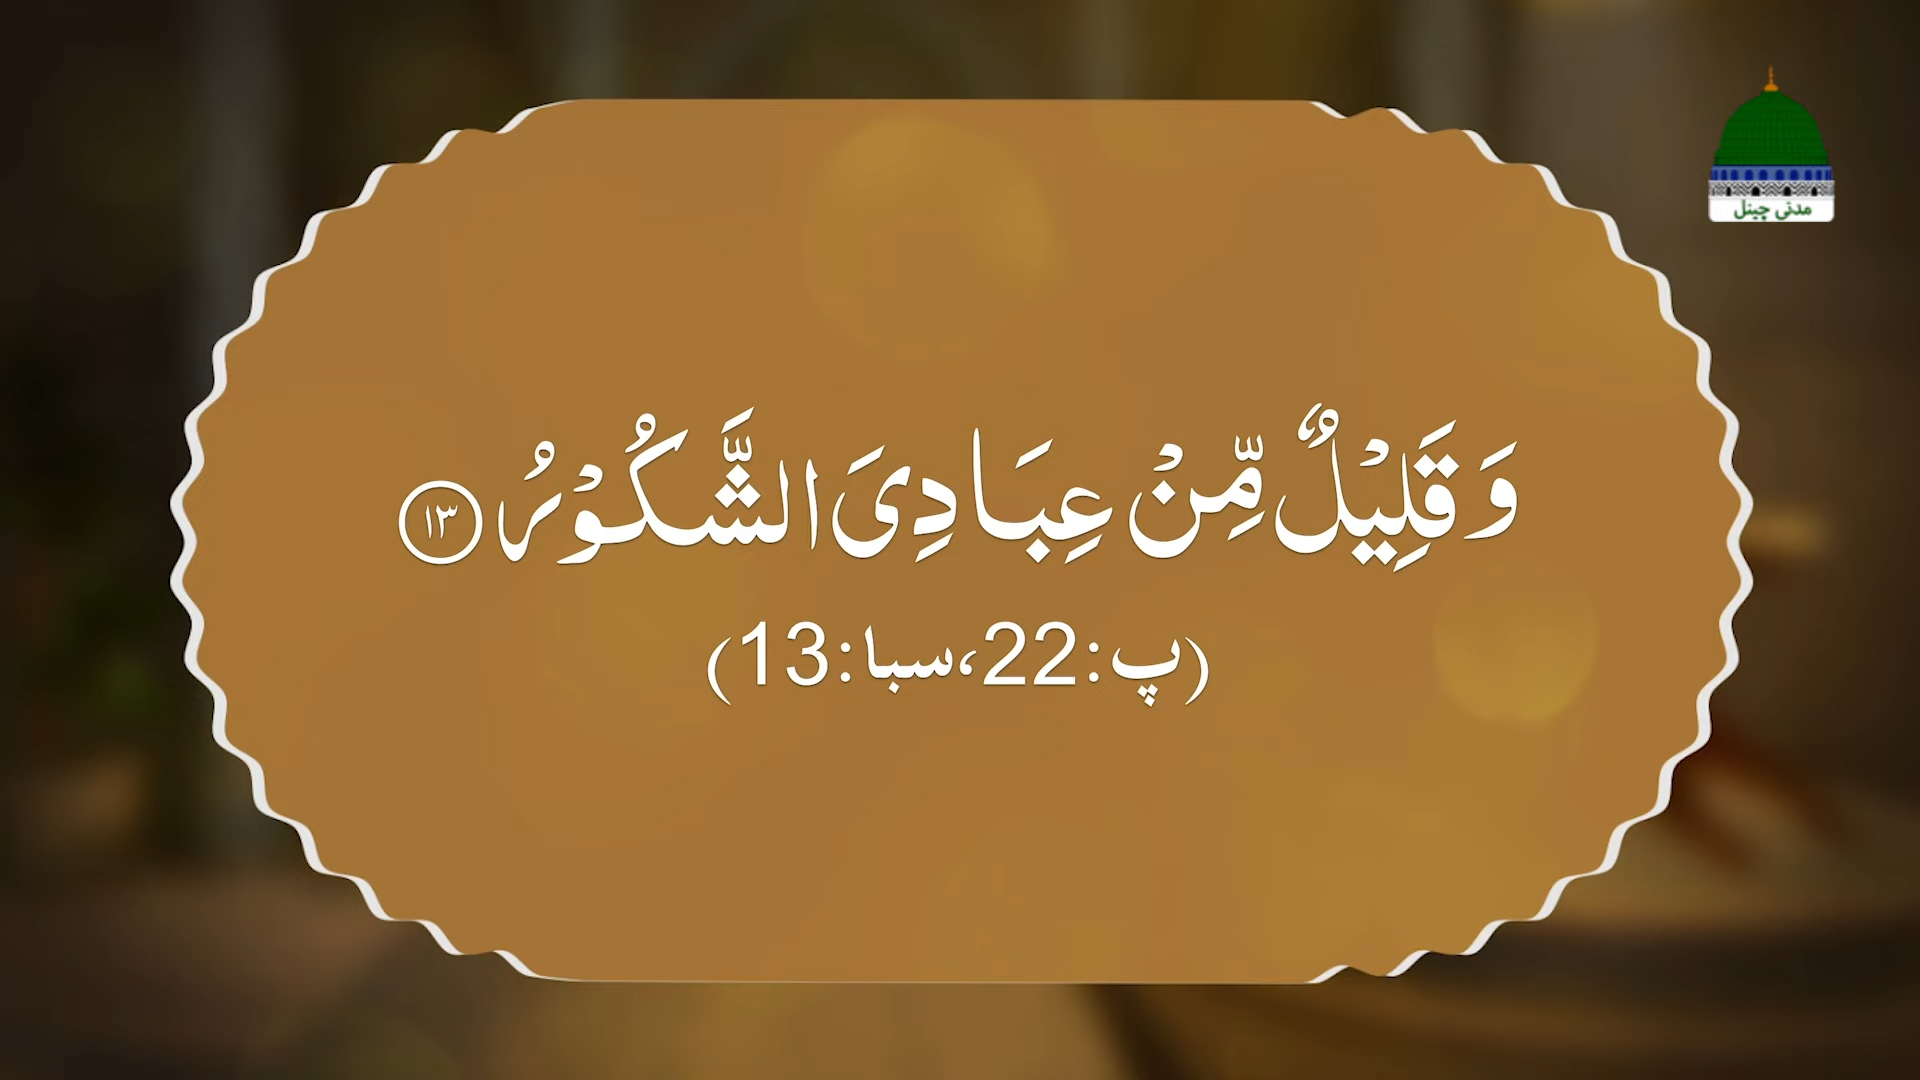 مدنی چینل
وَ قَلِیْلٌ مِّنْ عِبَادِیَ الشَّكُوْرُ ﴿۱۳﴾
(پ:22،سبا:13)